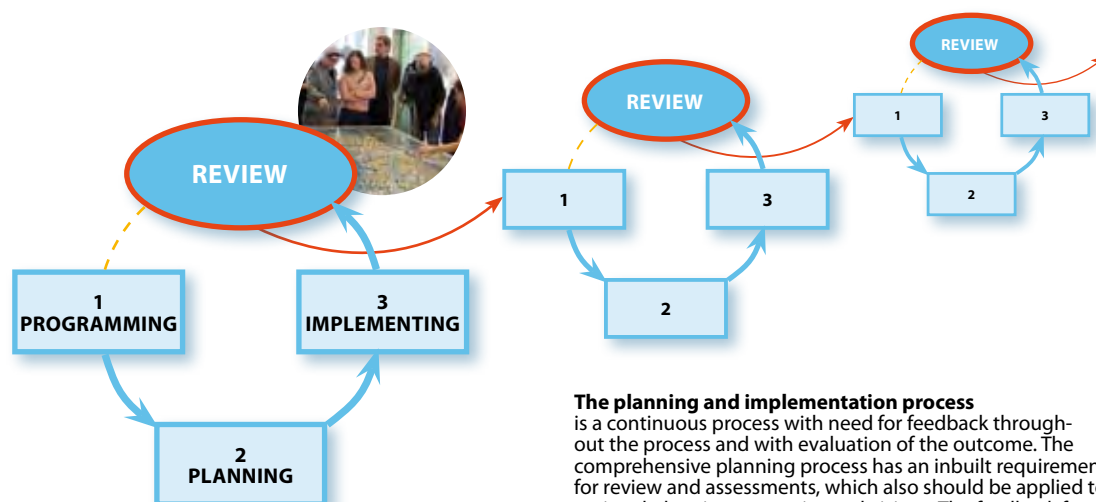 REVIEW
1
PROGRAMMING
2
PLANNING
3
IMPLEMENTING
REVIEW
1
2
3
REVIEW
1
2
3
The planning and implementation process
is a continuous process with need for feedback through-
out the process and with evaluation of the outcome. The
comprehensive planning process has an inbuilt requiremen
for review and assessments, which also should be applied t